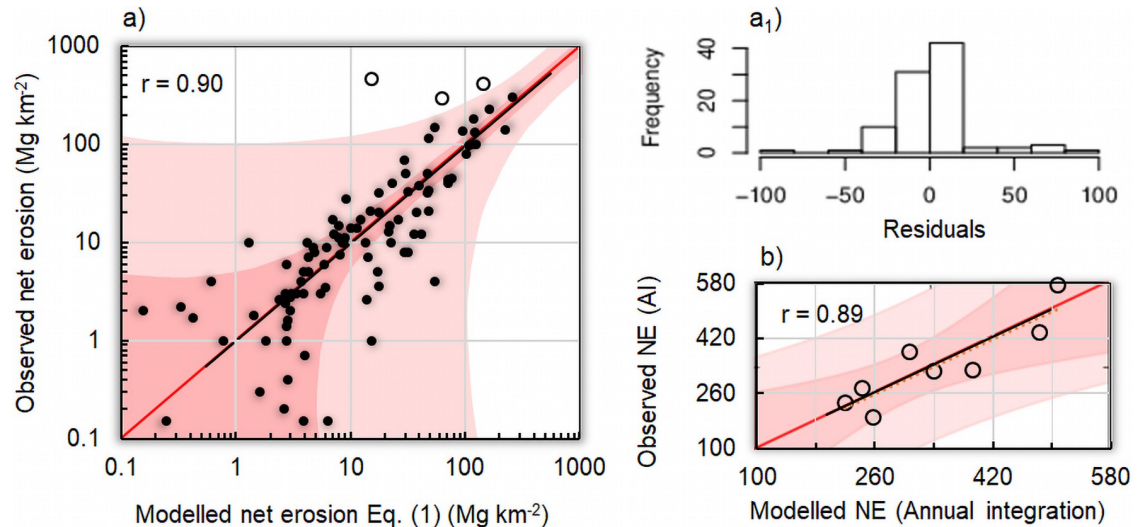 a)
1000
100
10
1
0.1
Observed net erosion (Mg km-2)
r = 0.90
0.1
1
10
100
1000
Modelled net erosion Eq. (1) (Mg km-2)
a1)
Frequency
40
20
0
-100
-50
0
50
100
Residuals
b)
Observed NE (AI)
580
420
260
100
r = 0.89
100
260
420
580
Modelled NE (Annual integration)